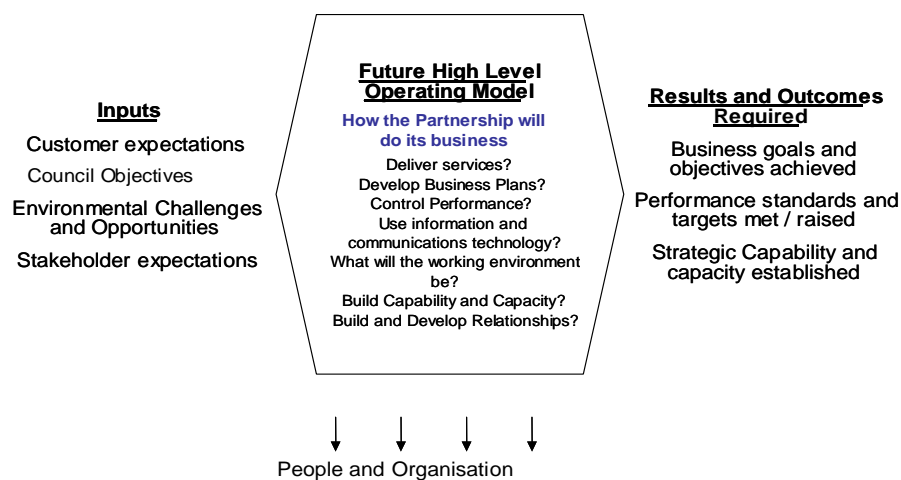 Inputs
Customer expectations
Council Objectives
Environmental Challenges
and Opportunities
Stakeholder expectations
Future High Level
Operating Model
How the Partnership will
do its business
Deliver services?
Develop Business Plans?
Control Performance?
Use information and
communications technology?
What will the working environment
be?
Build Capability and Capacity?
Build and Develop Relationships?
Results and Outcomes
Required
Business goals and
objectives achieved
Performance standards and
targets met / raised
Strategic Capability and
capacity established
People and Organisation